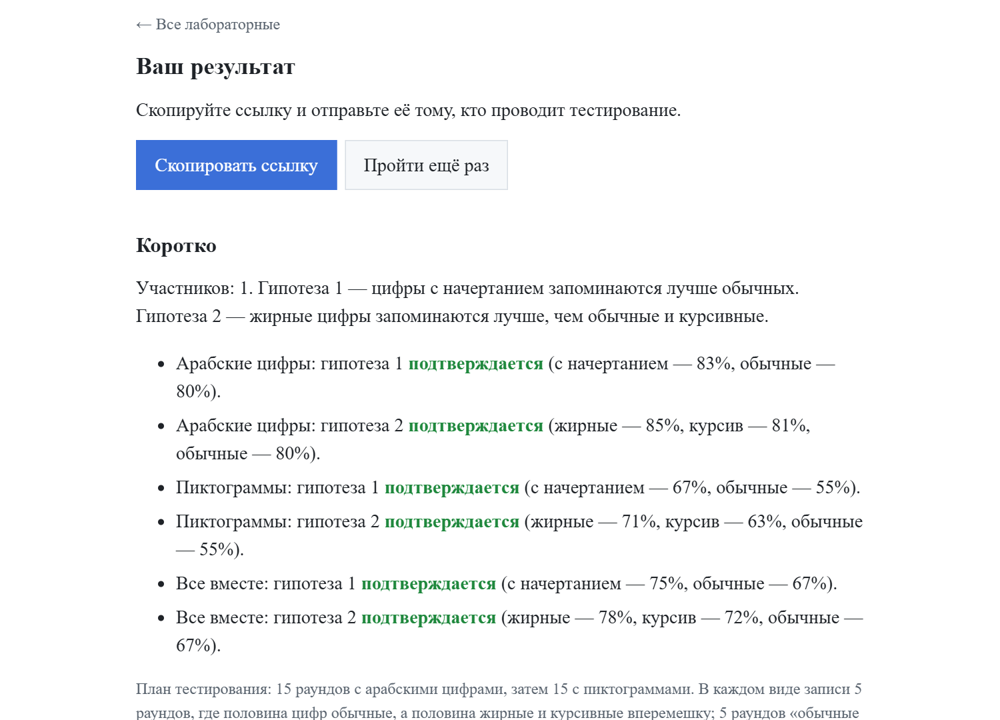 ← Все лабораторные
Ваш результат
Скопируйте ссылку и отправьте её тому, кто проводит тестирование.
Скопировать ссылку
Пройти ещё раз
Коротко
Участников: 1. Гипотеза 1 — цифры с начертанием запоминаются лучше обычных.
Гипотеза 2 — жирные цифры запоминаются лучше, чем обычные и курсивные.
• Арабские цифры: гипотеза 1 подтверждается (с начертанием — 83%, обычные —
80%).
• Арабские цифры: гипотеза 2 подтверждается (жирные — 85%, курсив — 81%,
обычные — 80%).
• Пиктограммы: гипотеза 1 подтверждается (с начертанием — 67%, обычные — 55%).
• Пиктограммы: гипотеза 2 подтверждается (жирные — 71%, курсив — 63%, обычные
— 55%).
• Все вместе: гипотеза 1 подтверждается (с начертанием — 75%, обычные — 67%).
• Все вместе: гипотеза 2 подтверждается (жирные — 78%, курсив — 72%, обычные —
67%).
План тестирования: 15 раундов с арабскими цифрами, затем 15 с пиктограммами. В каждом виде записи 5
раундов, где половина цифр обычные, а половина жирные и курсивные вперемешку; 5 раундов «обычные